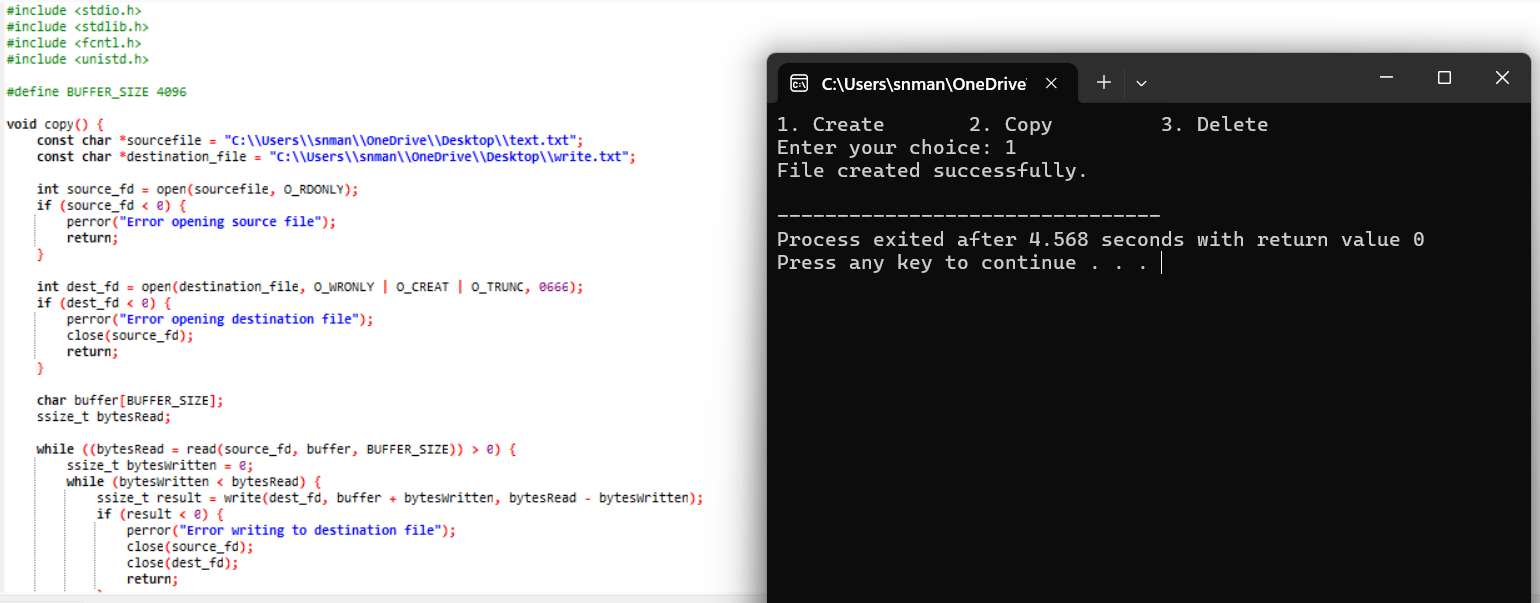 #include <stdio.h>
#include <stdlib.h>
#include <fcntl.h>
#include <unistd.h>
#define BUFFER_SIZE 4096
void copy() {
const char *sourcefile = "C:\\Users\\snman\\OneDrive\\Desktop\\text.txt";
const char *destination_file = "C:\\Users\\snman\\OneDrive\\Desktop\\write.txt";
int source_fd = open(sourcefile, O_RDONLY);
if (source_fd < 0) {
perror("Error opening source file");
return;
}
int dest_fd = open(destination_file, O_WRONLY | O_CREAT | O_TRUNC, 0666);
if (dest_fd < 0) {
perror("Error opening destination file");
close(source_fd);
return;
}
char buffer[BUFFER_SIZE];
ssize_t bytesRead;
while ((bytesRead = read(source_fd, buffer, BUFFER_SIZE)) > 0) {
ssize_t bytesWritten = 0;
while (bytesWritten < bytesRead) {
ssize_t result = write(dest_fd, buffer + bytesWritten, bytesRead - bytesWritten);
if (result < 0) {
perror("Error writing to destination file");
close(source_fd);
close(dest_fd);
return;
C:\Users\snman\OneDrive
1. Create 2. Copy 3. Delete
Enter your choice: 1
File created successfully.
--------------------------------
Process exited after 4.568 seconds with return value 0
Press any key to continue . . .